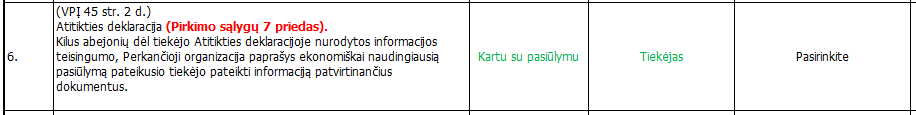 (VPĮ 45 str. 2 d.)
Atitikties deklaracija (Pirkimo sąlygų 7 priedas).
Kilus abejonių dėl tiekėjo Atitikties deklaracijoje nurodytos informacijos
6.
teisingumo, Perkančioji organizacija paprašys ekonomiškai naudingiausią
Kartu su pasiūlymu
Tiekėjas
Pasirinkite
pasiūlymą pateikusio tiekėjo pateikti informaciją patvirtinančius
dokumentus.